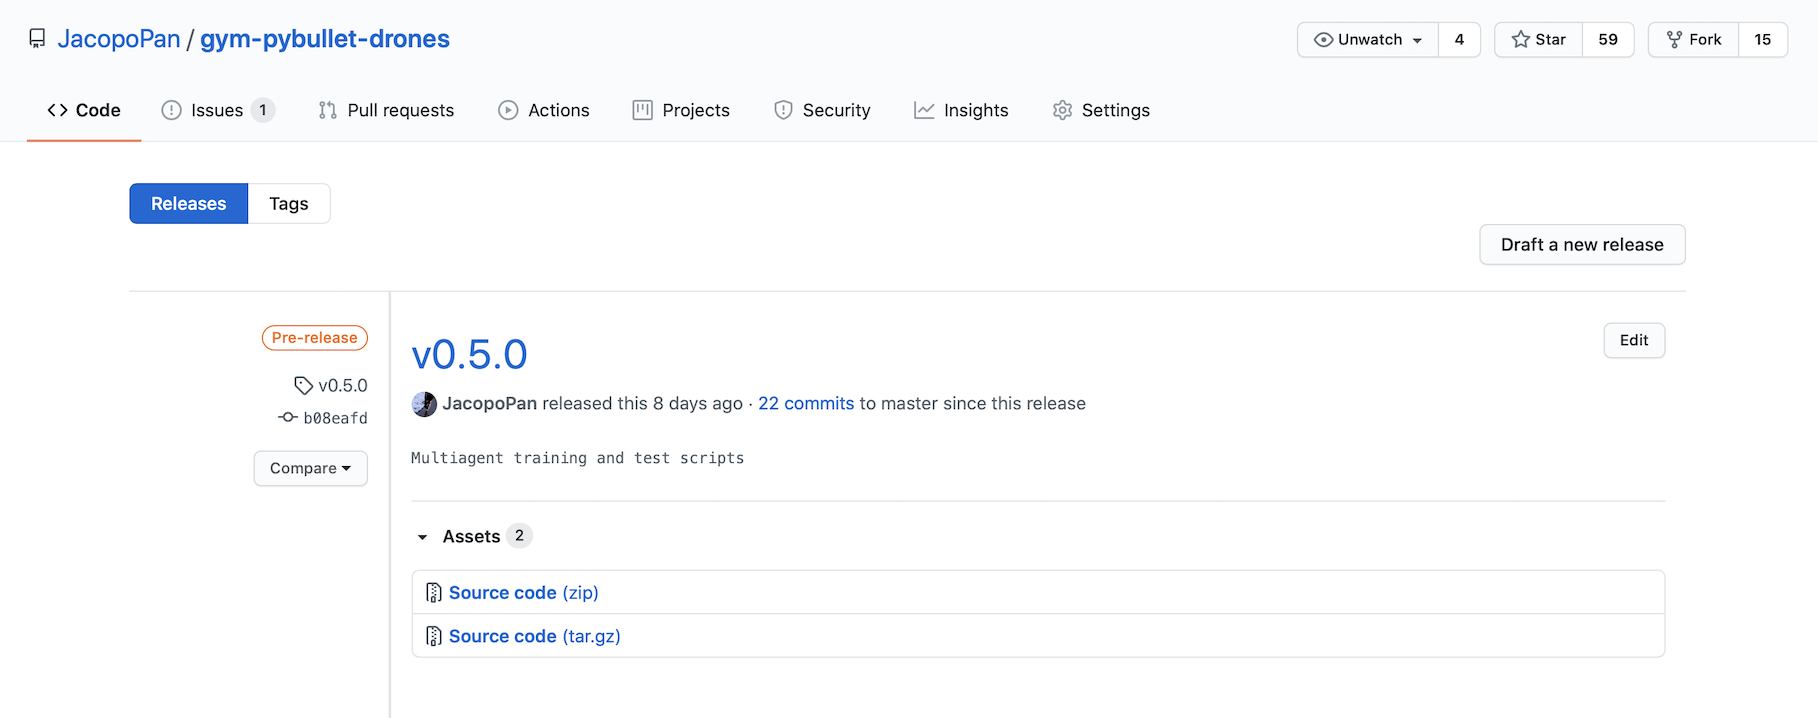 JacopoPan / gym-pybullet-drones
Unwatch 4
Star 59
Fork 15
Code
Issues 1
Pull requests
Actions
Projects
Security
Insights
Settings
Releases
Tags
Draft a new release
Pre-release
v0.5.0
b08eafd
Compare
v0.5.0
Edit
JacopoPan released this 8 days ago · 22 commits to master since this release
Multiagent training and test scripts
Assets 2
Source code (zip)
Source code (tar.gz)